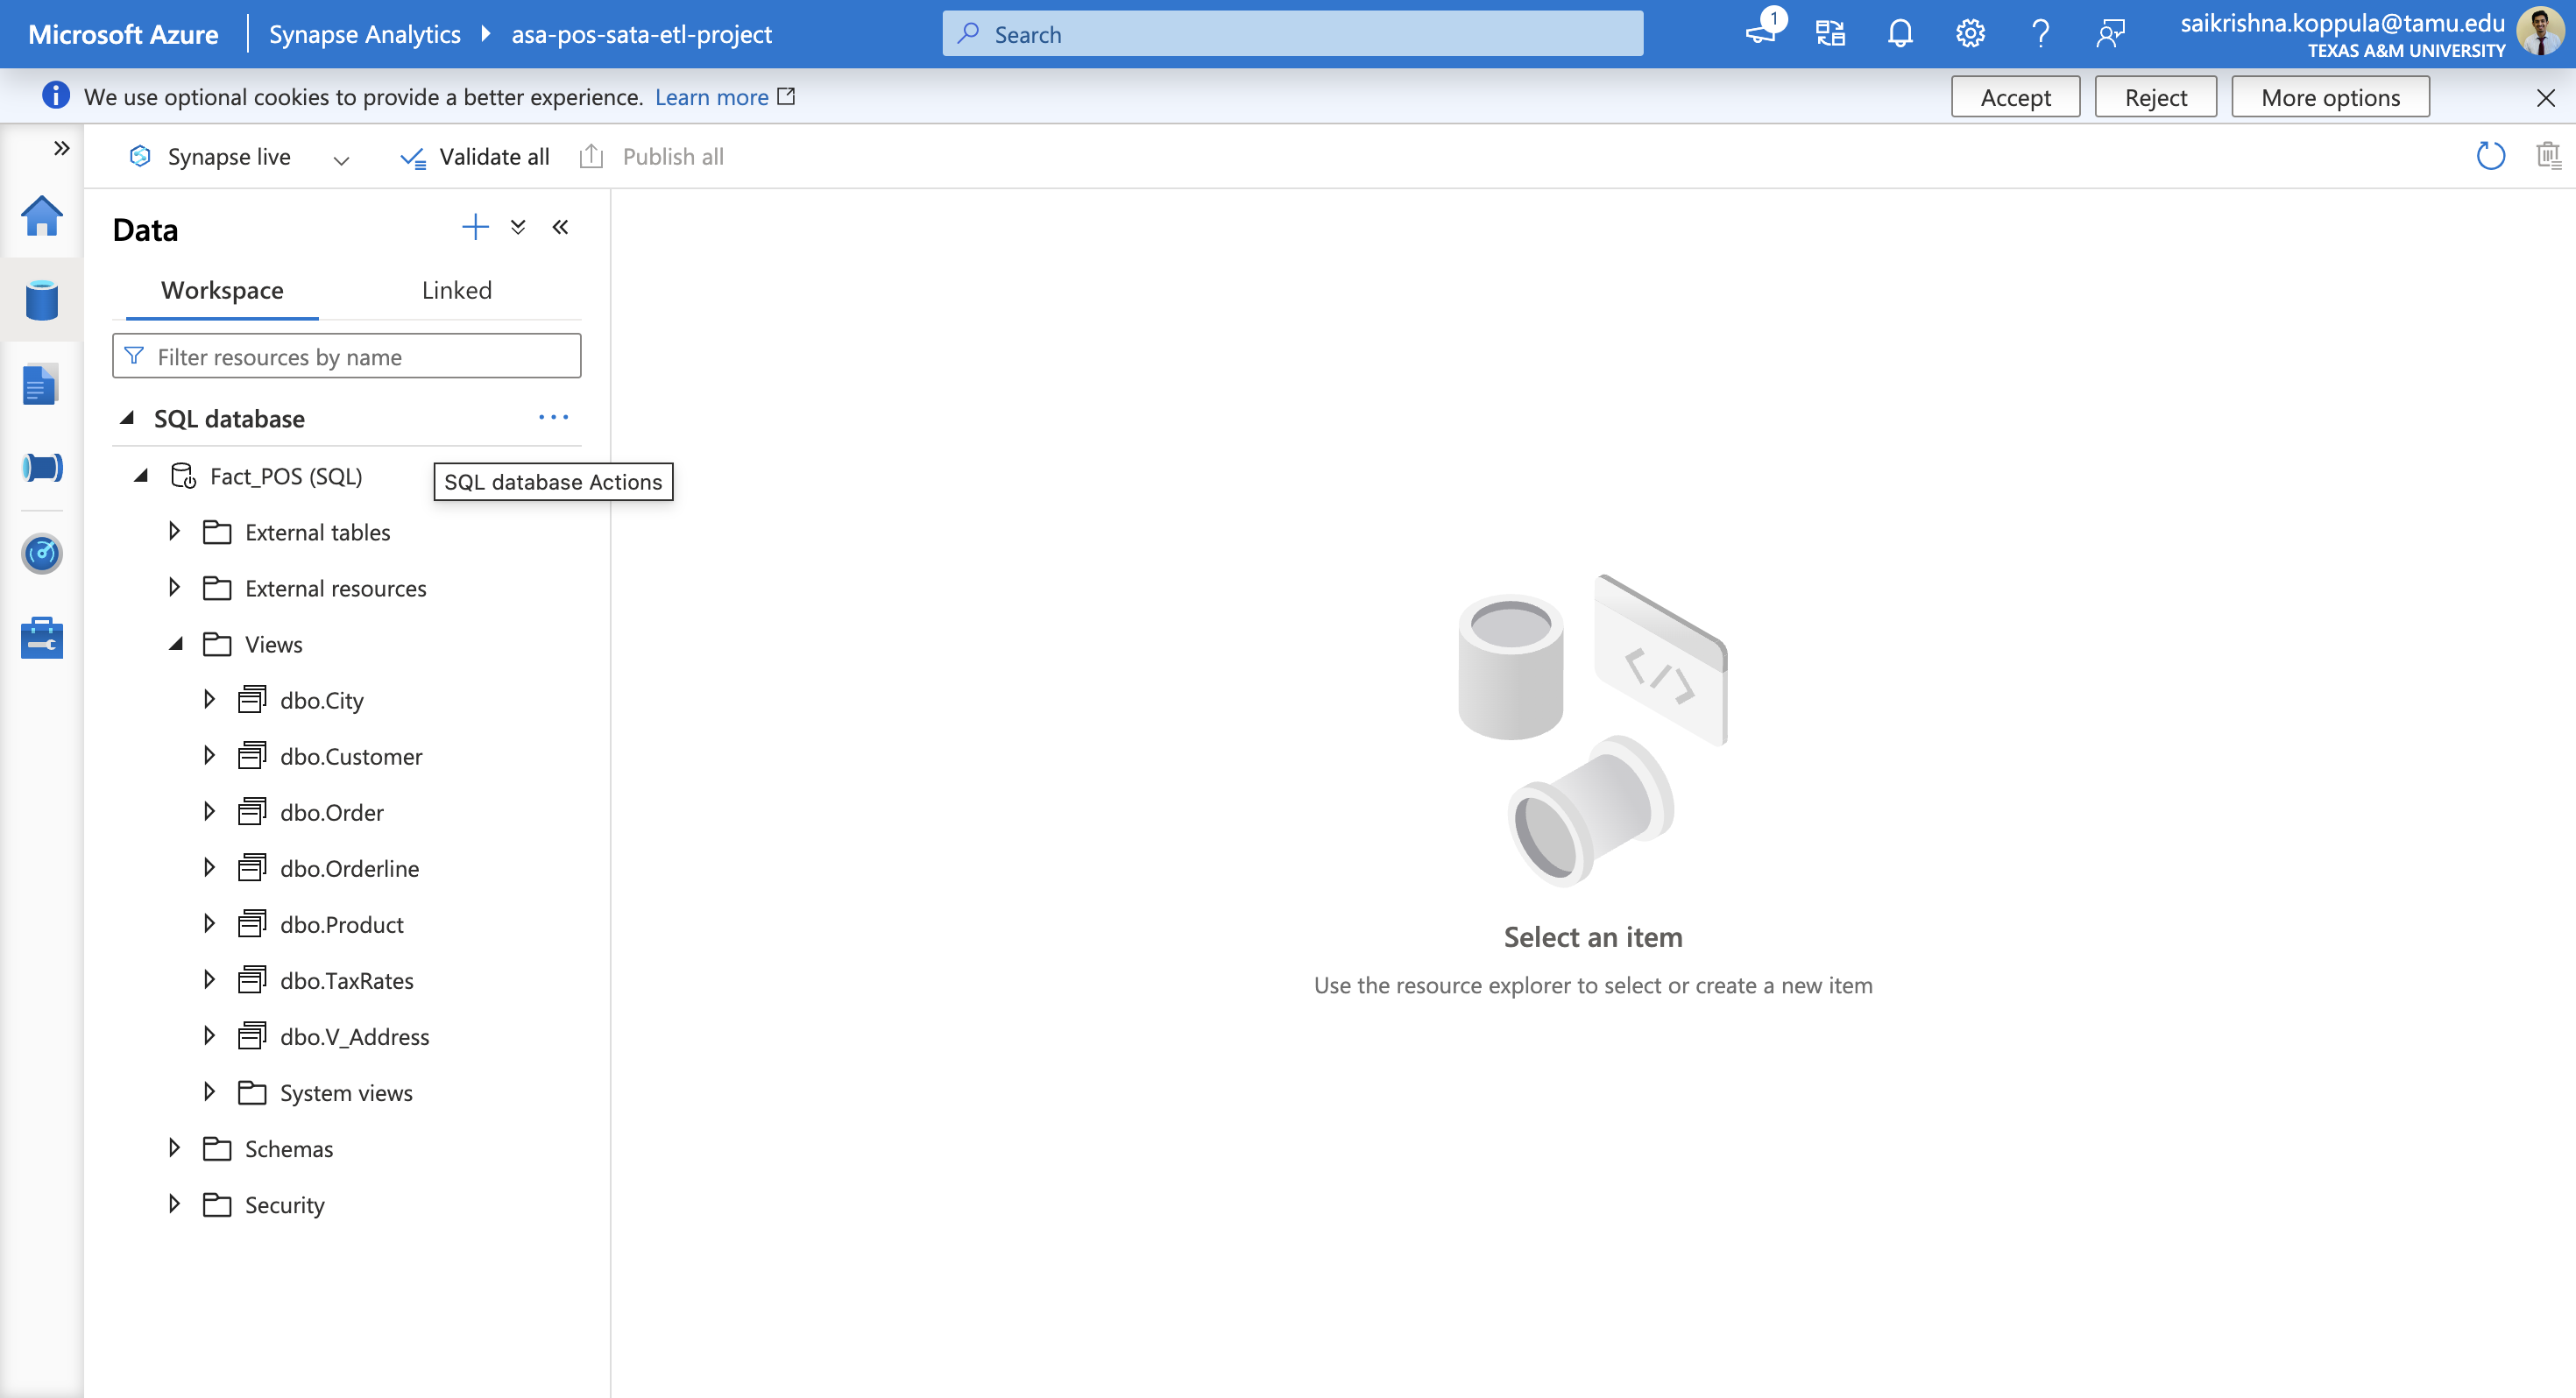 Microsoft Azure
Synapse Analytics
asa-pos-sata-etl-project
Search
1
saikrishna.koppula@tamu.edu
TEXAS A&M UNIVERSITY
We use optional cookies to provide a better experience. Learn more
Accept
Reject
More options
Synapse live
Validate all
Publish all
Data
Workspace
Linked
Filter resources by name
SQL database
Fact_POS (SQL)
SQL database Actions
External tables
External resources
Views
dbo.City
dbo.Customer
dbo.Order
dbo.Orderline
dbo.Product
dbo.TaxRates
dbo.V_Address
System views
Schemas
Security
Select an item
Use the resource explorer to select or create a new item